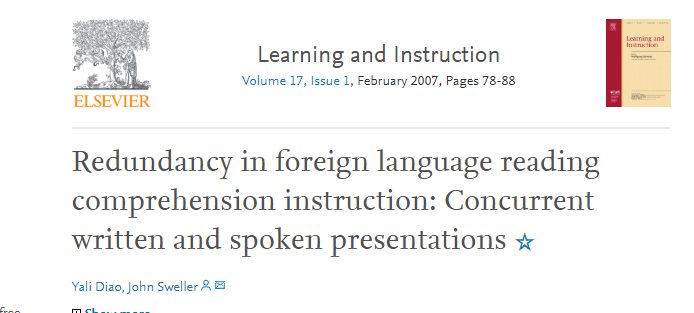 ELSEVIER
Learning and Instruction
Volume 17, Issue 1, February 2007, Pages 78-88
Learning and
Instruction
Redundancy in foreign language reading
comprehension instruction: Concurrent
written and spoken presentations
Yali Diao, John Sweller
free
Show more